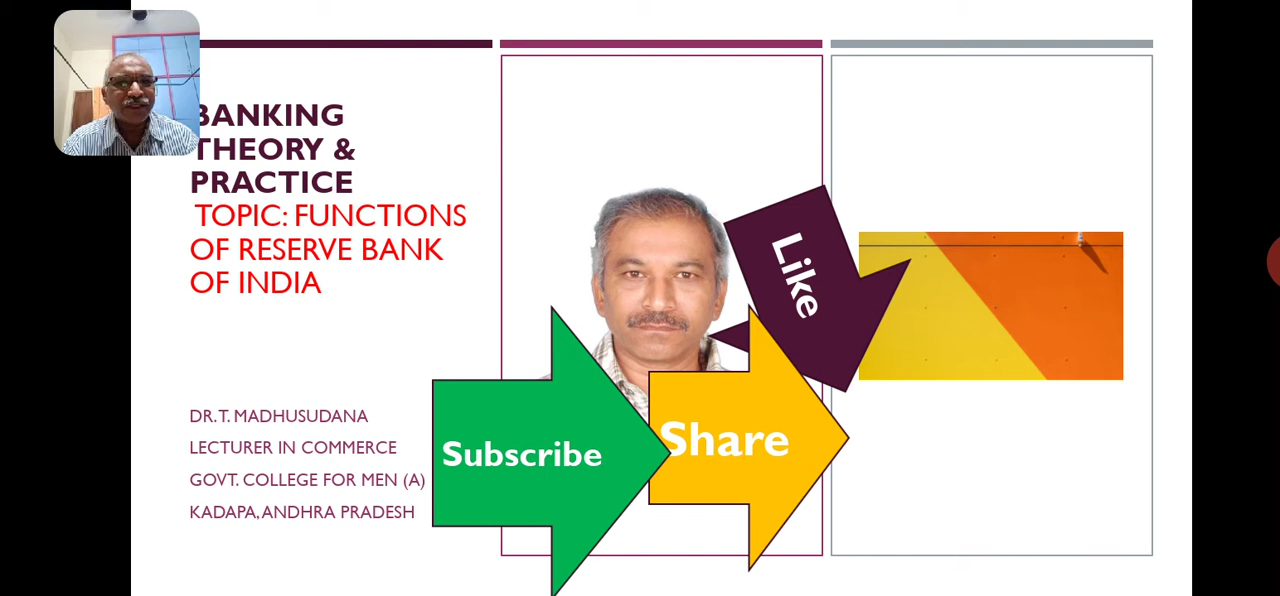 BANKING
THEORY &
PRACTICE
TOPIC: FUNCTIONS
OF RESERVE BANK
OF INDIA
DR.T. MADHUSUDANA
LECTURER IN COMMERCE
GOVT. COLLEGE FOR MEN (A)
KADAPA, ANDHRA PRADESH
Subscribe
Share
Like